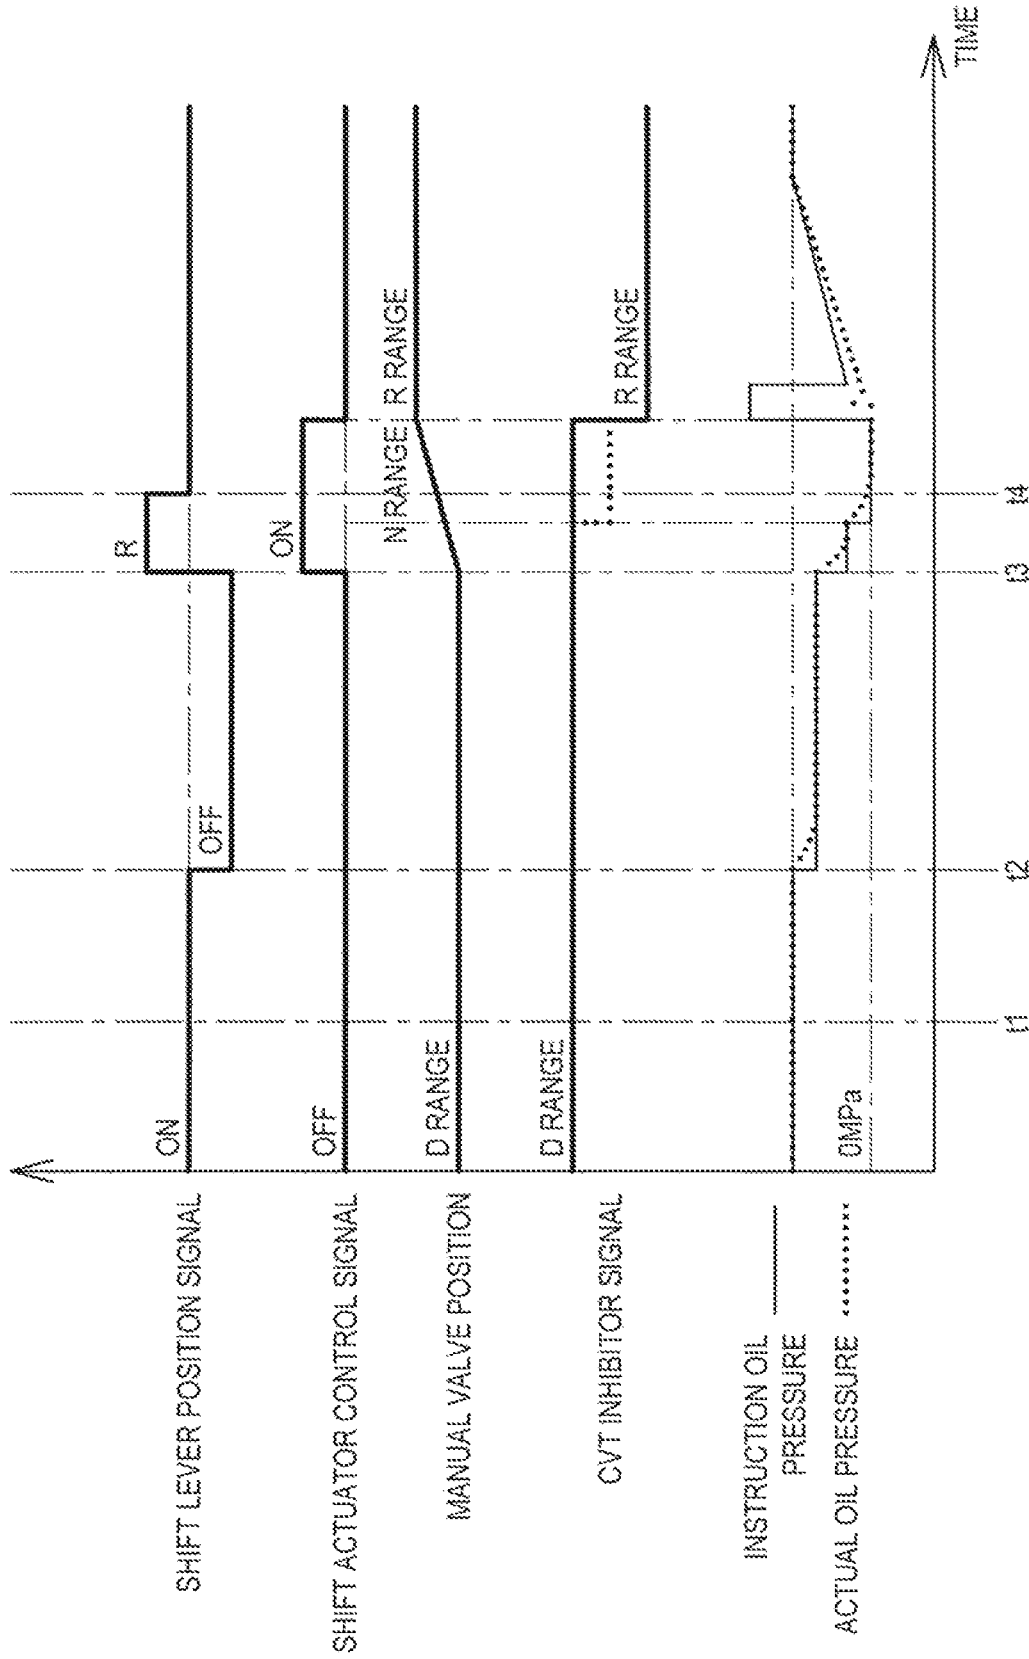 SHIFT LEVER POSITION SIGNAL
ON
OFF
R
SHIFT ACTUATOR CONTROL SIGNAL
OFF
ON
MANUAL VALVE POSITION
D RANGE
N RANGE
R RANGE
CVT INHIBITOR SIGNAL
D RANGE
R RANGE
INSTRUCTION OIL
PRESSURE
ACTUAL OIL PRESSURE
0MPa
t1
t2
t3
t4
TIME